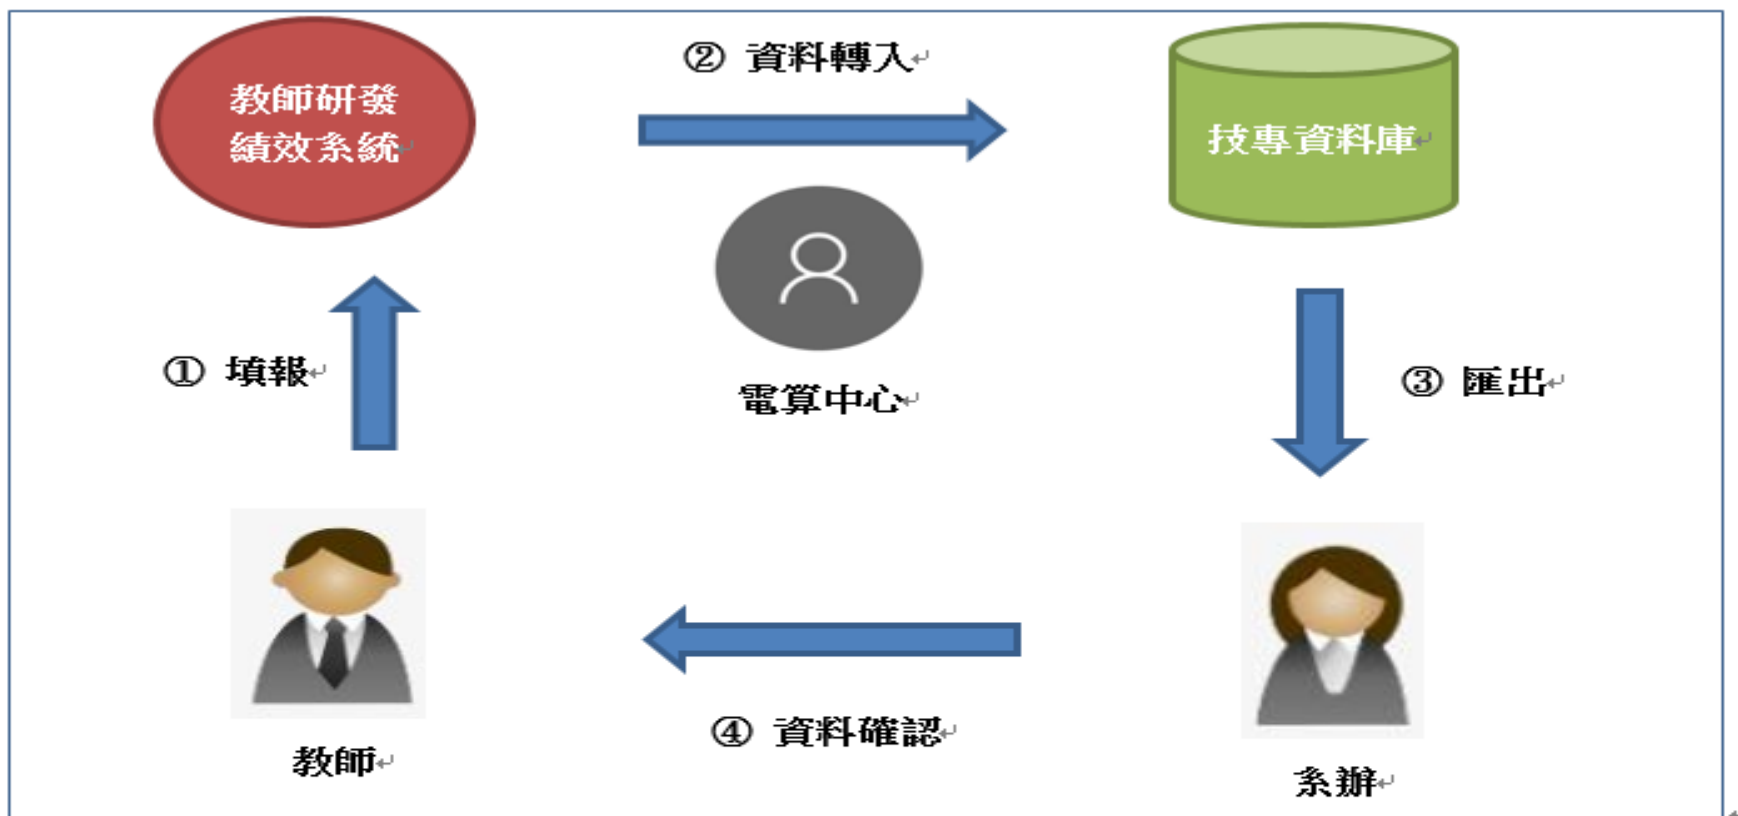 ② 資料轉入
教師研發
績效系統
技專資料庫
① 填報
電算中心
③ 匯出
④ 資料確認
教師
系辦